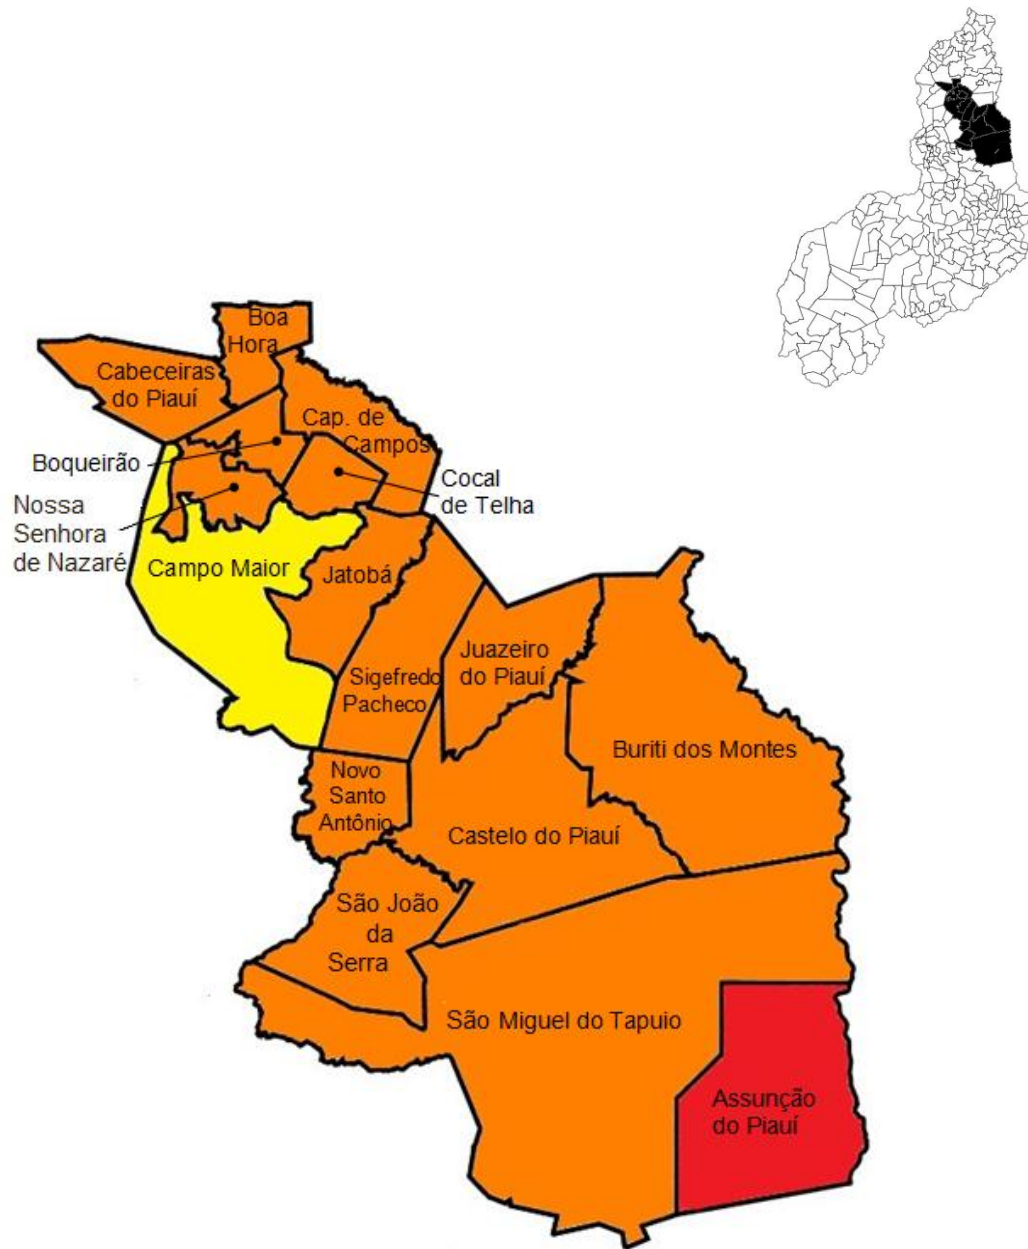 Boa
Hora
Cabeceiras
do Piauí
Cap. de
Campos
Boqueirão
Cocal
de Telha
Nossa
Senhora
de Nazaré
Campo Maior
Jatobá
Juazeiro
do Piauí
Sigefredo
Pacheco
Buriti dos Montes
Novo
Santo
Antônio
Castelo do Piauí
São João
da
Serra
São Miguel do Tapuio
Assunção
do Piauí